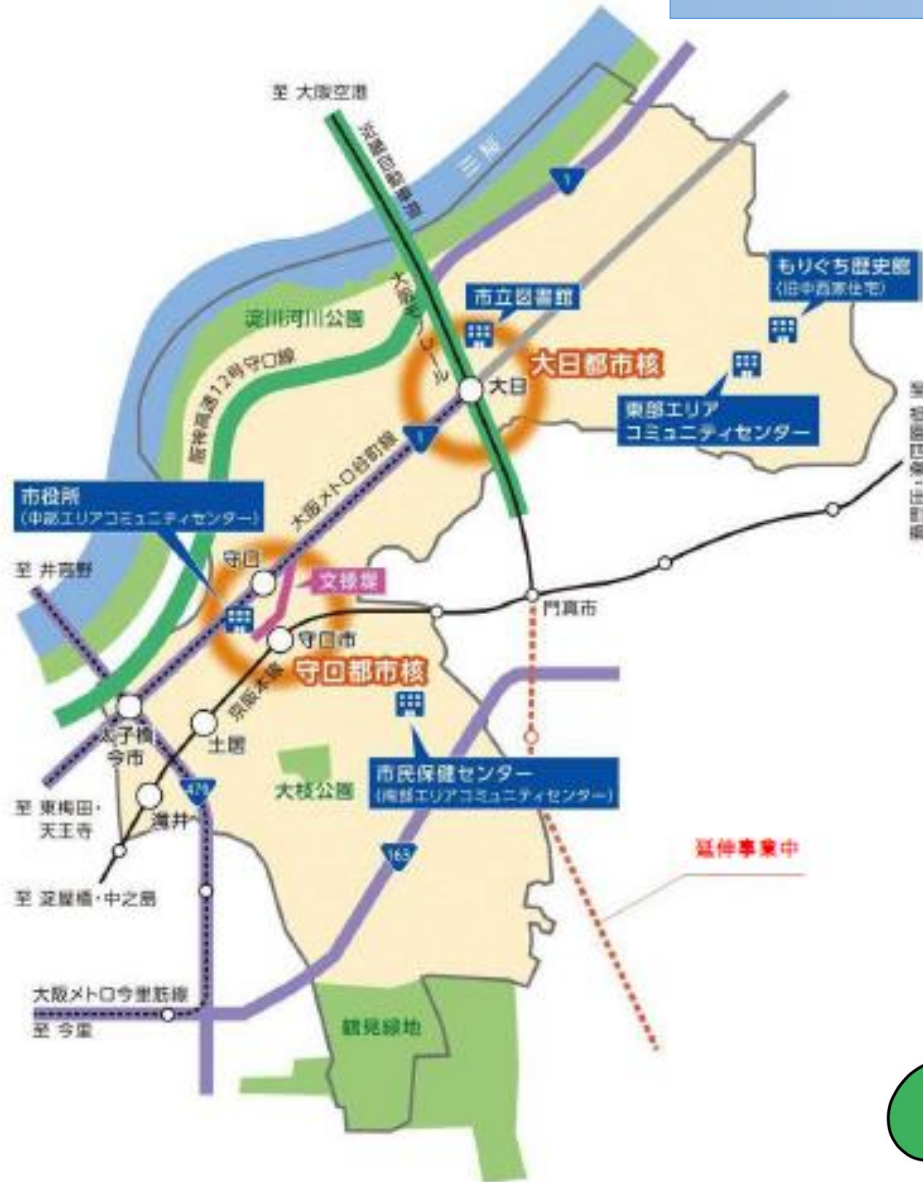 至 大阪空港
淀川
近畿自動車道
1
もりぐち歴史館
(旧中西家住宅)
市立図書館
大阪モノレール
淀川河川公園
大日都市核
大日
阪神高速12号守口線
東部エリア
コミュニティセンター
1
大阪メトロ谷町線
市役所
(中部エリアコミュニティセンター)
守口
至 井高野
文禄堤
門真市
守口市
守口都市核
京阪本線
太子橋
今市
土居
市民保健センター
(南部エリアコミュニティセンター)
大枝公園
479
至 東梅田・
天王寺
滝井
163
延伸事業中
至 淀屋橋・中之島
大阪メトロ今里筋線
至 今里
鶴見緑地